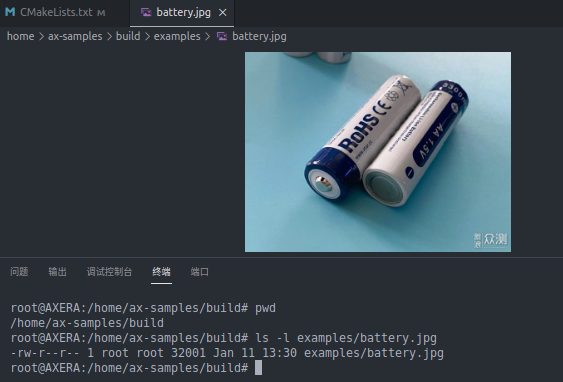 CMakeLists.txt M
battery.jpg
home > ax-samples > build > examples > battery.jpg
RoHS CE
3300
AA 1.5V
新浪 众测
问题 输出 调试控制台 终端 端口
root@AXERA:/home/ax-samples/build# pwd
/home/ax-samples/build
root@AXERA:/home/ax-samples/build# ls -l examples/battery.jpg
-rw-r--r-- 1 root root 32001 Jan 11 13:30 examples/battery.jpg
root@AXERA:/home/ax-samples/build#